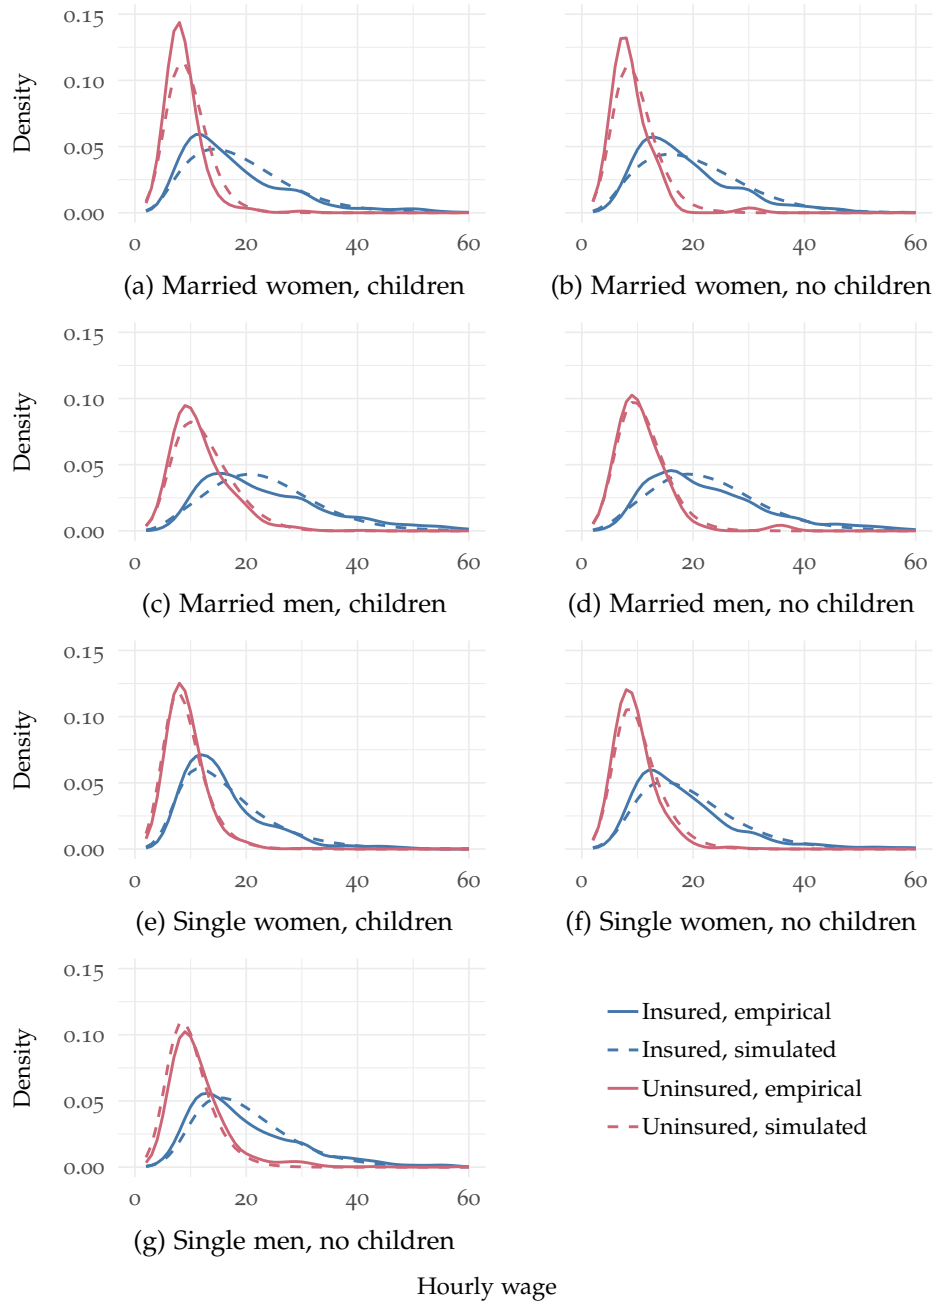 0.15
0.10
0.05
0.00
Density
0 20 40 60
(a) Married women, children
0 20 40 60
(b) Married women, no children
0.15
0.10
0.05
0.00
Density
0 20 40 60
(c) Married men, children
0 20 40 60
(d) Married men, no children
0.15
0.10
0.05
0.00
Density
0 20 40 60
(e) Single women, children
0 20 40 60
(f) Single women, no children
0.15
0.10
0.05
0.00
Density
0 20 40 60
(g) Single men, no children
Insured, empirical
Insured, simulated
Uninsured, empirical
Uninsured, simulated
Hourly wage